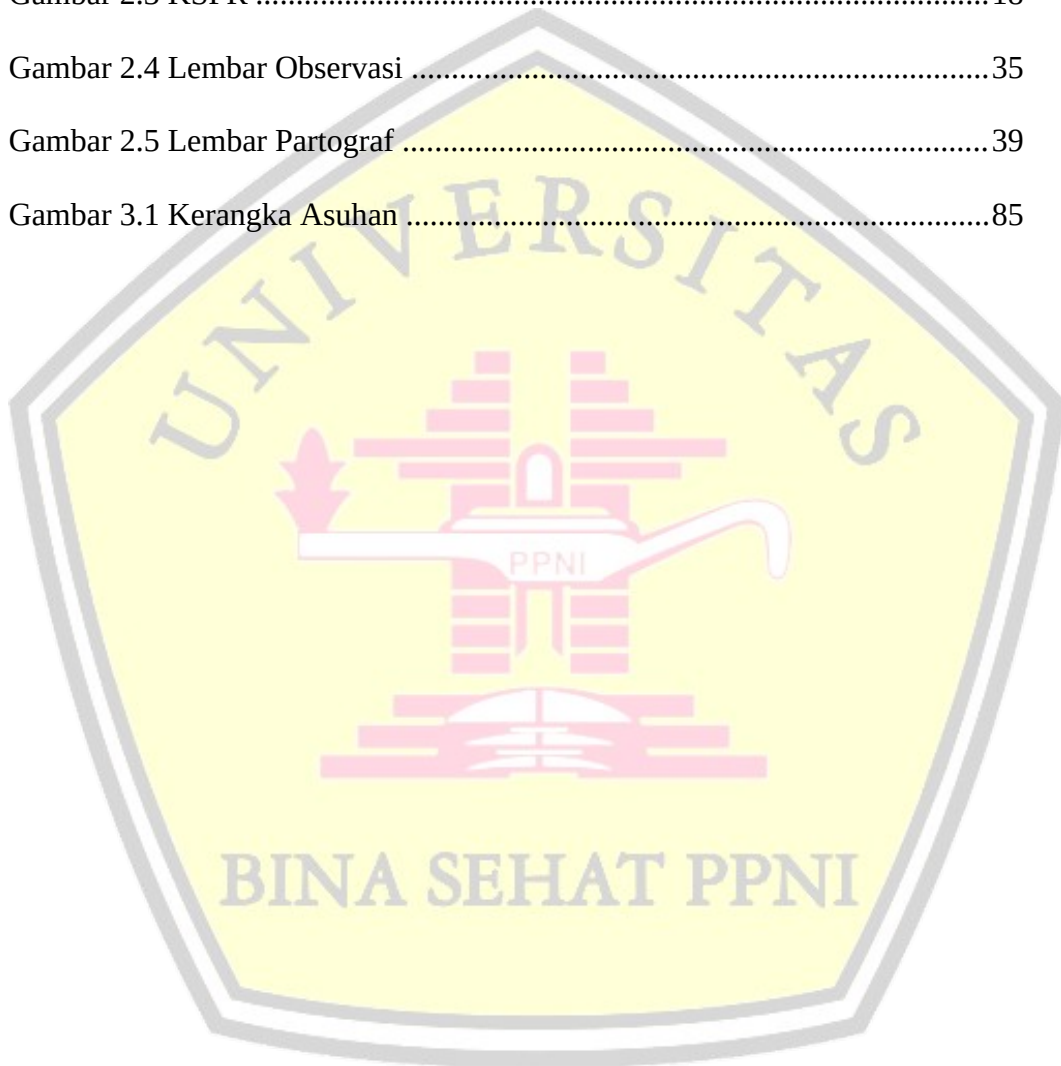 Gambar 2.4 Lembar Observasi ........................................................................... 35
Gambar 2.5 Lembar Partograf ........................................................................... 39
Gambar 3.1 Kerangka Asuhan ........................................................................... 85
UNIVERSITAS
PPNI
BINA SEHAT PPNI